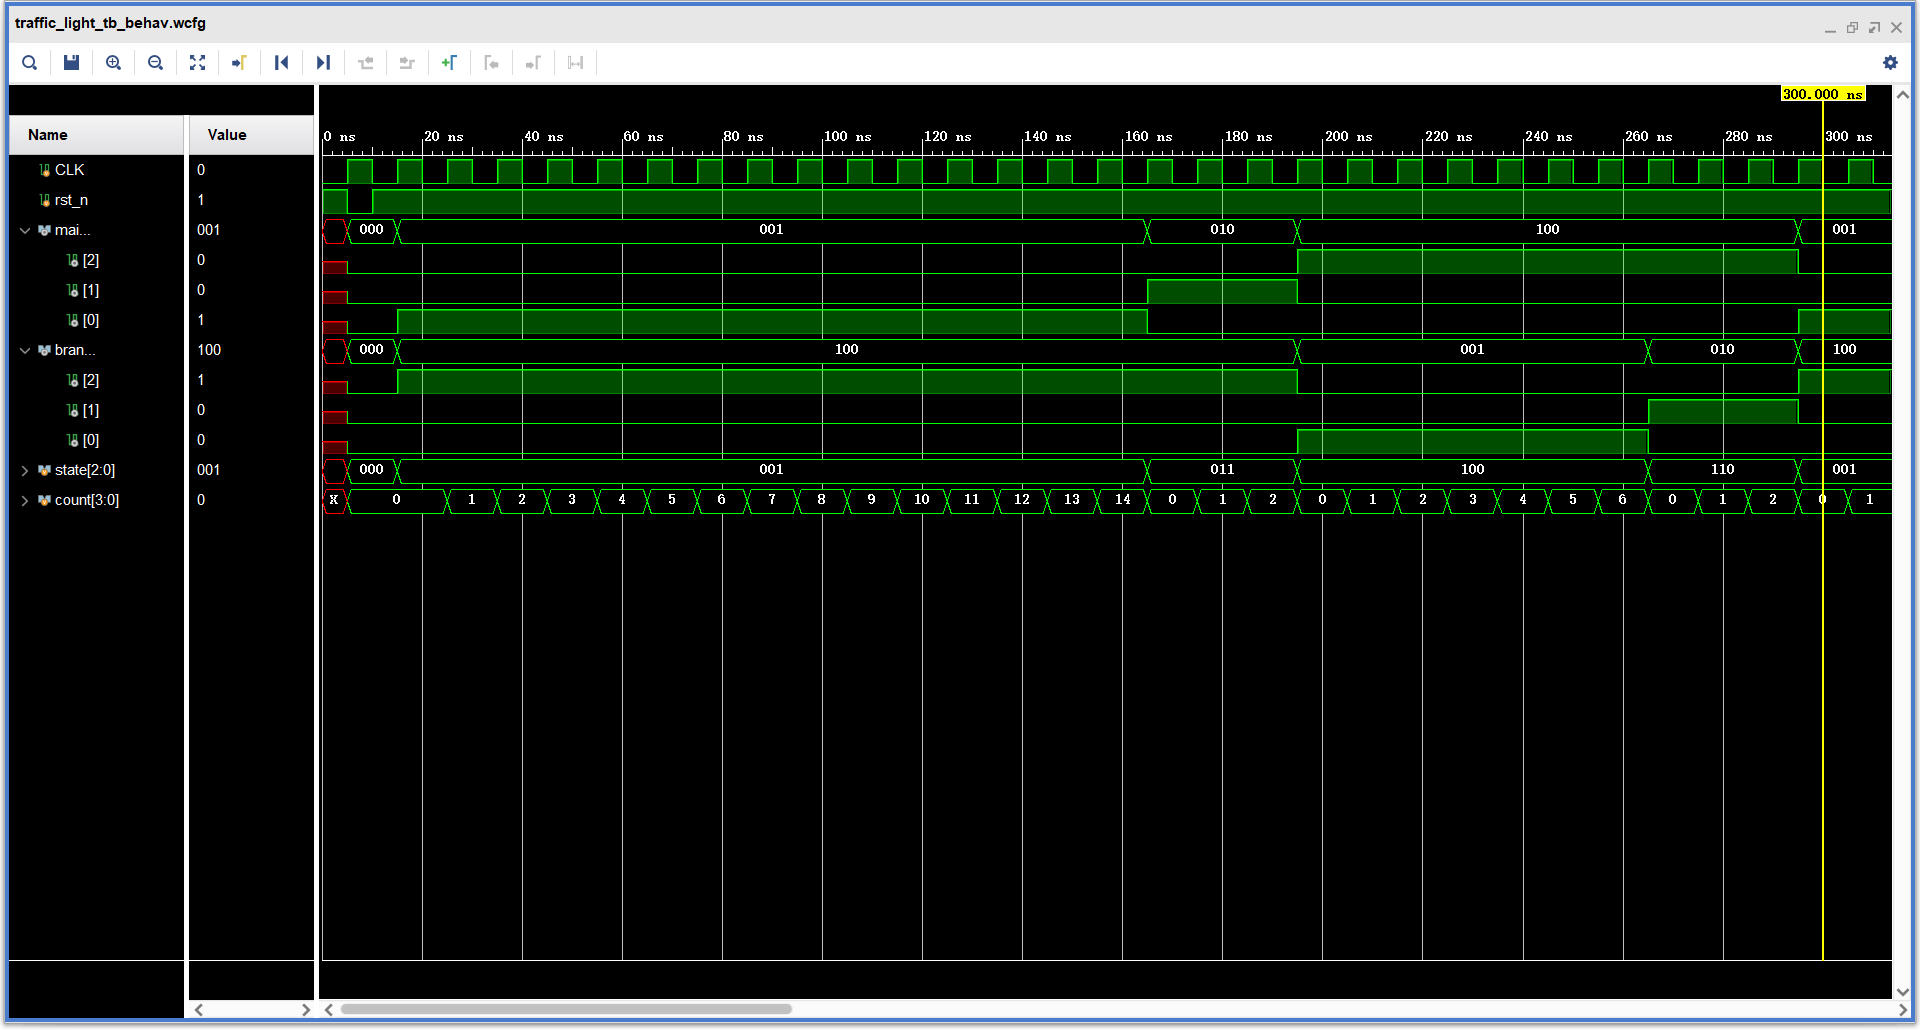 traffic_light_tb_behav.wcfg
300.000 ns
Name Value
0 ns 20 ns 40 ns 60 ns 80 ns 100 ns 120 ns 140 ns 160 ns 180 ns 200 ns 220 ns 240 ns 260 ns 280 ns 300 ns
CLK 0
rst_n 1
mai... 001 000 001 010 100 001
[2] 0
[1] 0
[0] 1
bran... 100 000 100 001 010 100
[2] 1
[1] 0
[0] 0
state[2:0] 001 000 001 011 100 110 001
count[3:0] 0 X 0 1 2 3 4 5 6 7 8 9 10 11 12 13 14 0 1 2 0 1 2 3 4 5 6 0 1 2 0 1